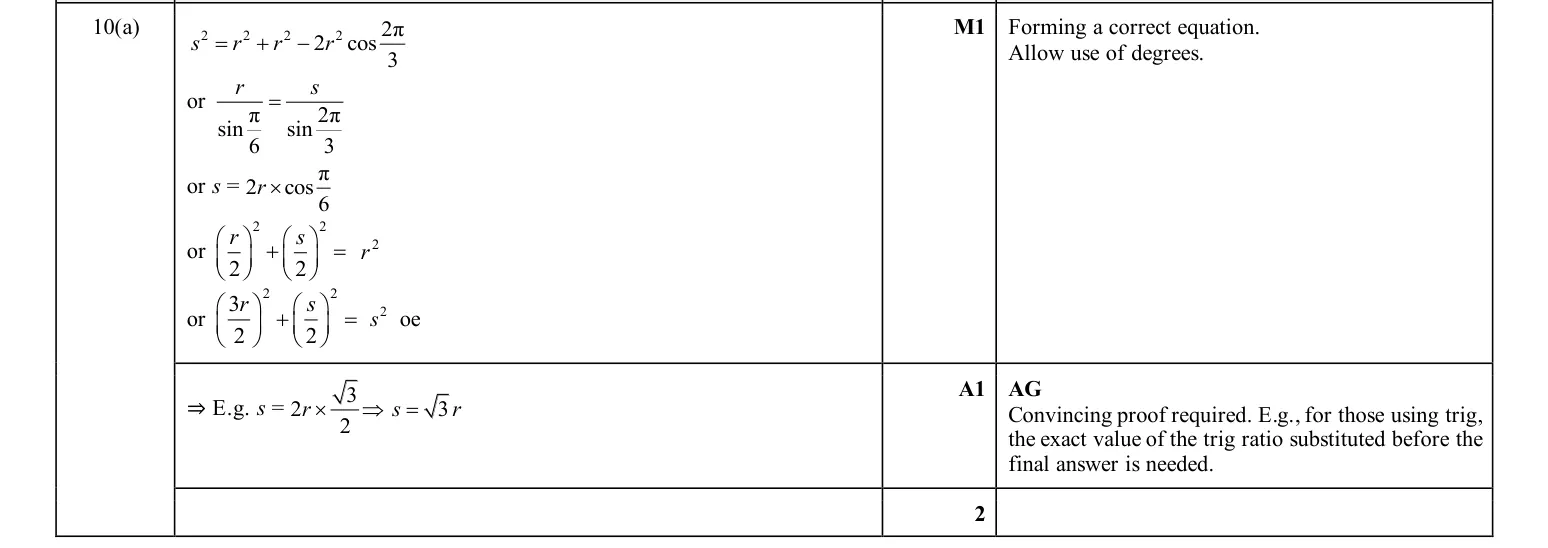 10(a)
s² = r² + r² − 2r² cos 2π/3
M1
Forming a correct equation.
Allow use of degrees.
or r/(sin π/6) = s/(sin 2π/3)
or s = 2r × cos π/6
or (r/2)² + (s/2)² = r²
or (3r/2)² + (s/2)² = s² oe
⇒ E.g. s = 2r × √3/2 ⇒ s = √3 r
A1
AG
Convincing proof required. E.g., for those using trig,
the exact value of the trig ratio substituted before the
final answer is needed.
2